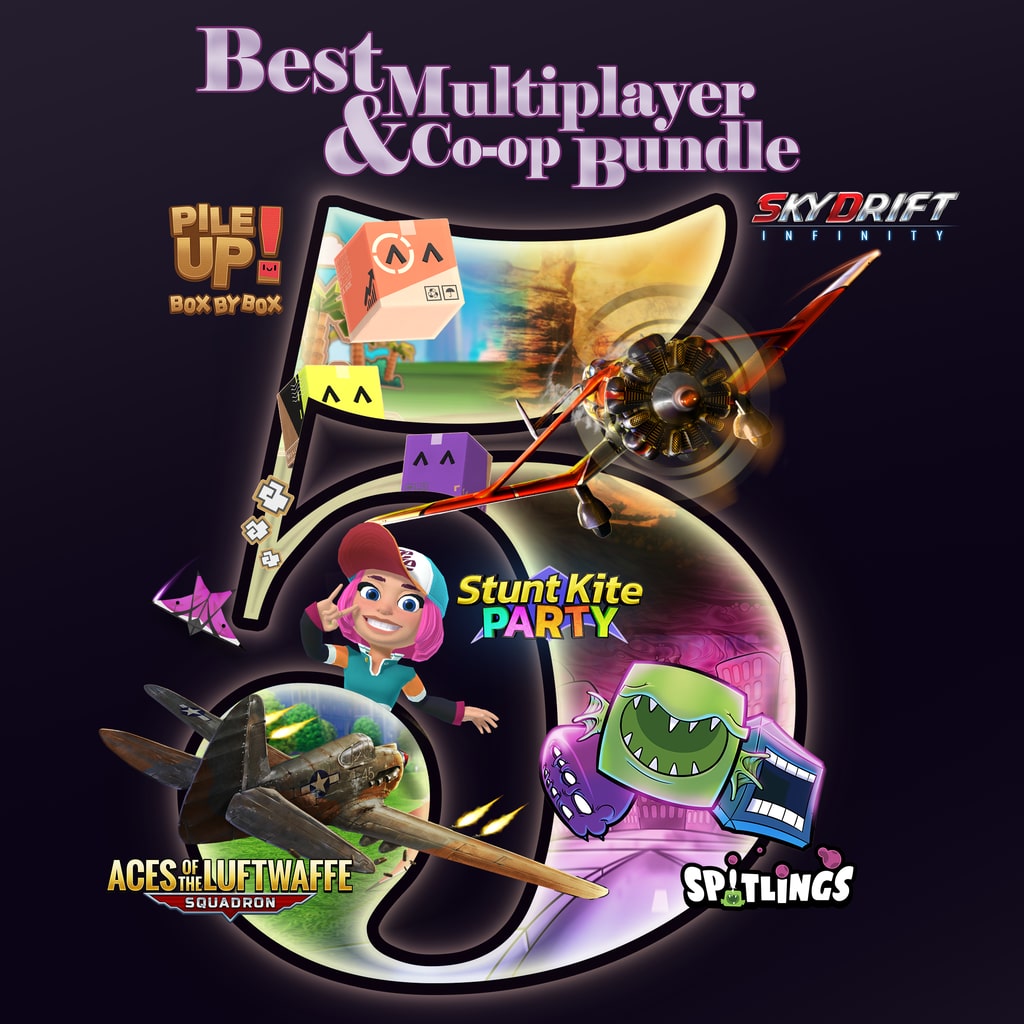 Best
Multiplayer
& Co-op Bundle
PILE
UP!
BOX BY BOX
SKYDRIFT
INFINITY
5
Stunt Kite
PARTY
ACES OF THE LUFTWAFFE
SQUADRON
SPITLINGS